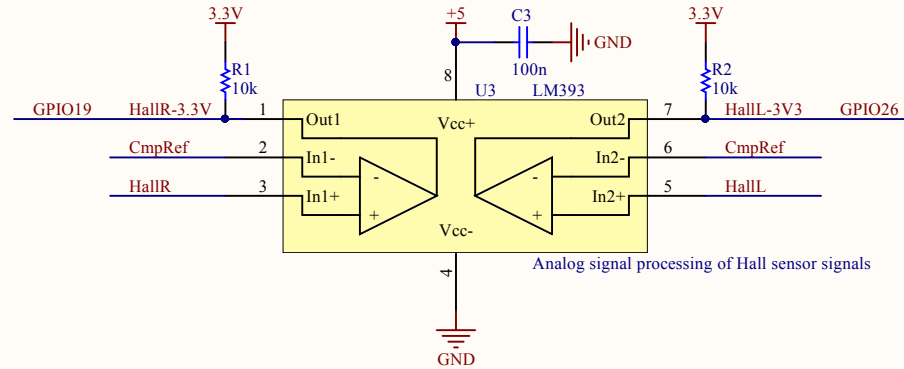 3.3V +5 3.3V
C3
GND
R1 R2
10k 100n 10k
8
U3 LM393
GPIO19 HallR-3.3V 1 Out1 Vcc+ Out2 7 HallL-3V3 GPIO26
CmpRef 2 In1- In2- 6 CmpRef
- -
HallR 3 In1+ In2+ 5 HallL
+ +
Vcc-
4
Analog signal processing of Hall sensor signals
GND